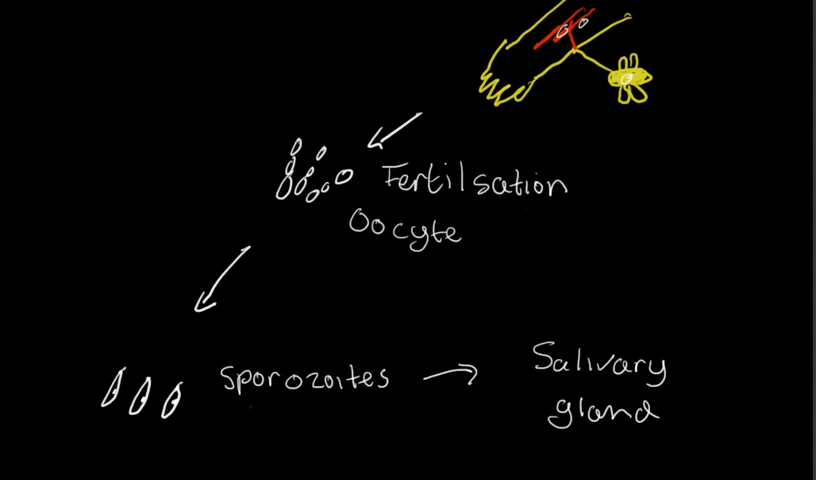 Fertilsation
Oocyte
Sporozoites → Salivary
gland